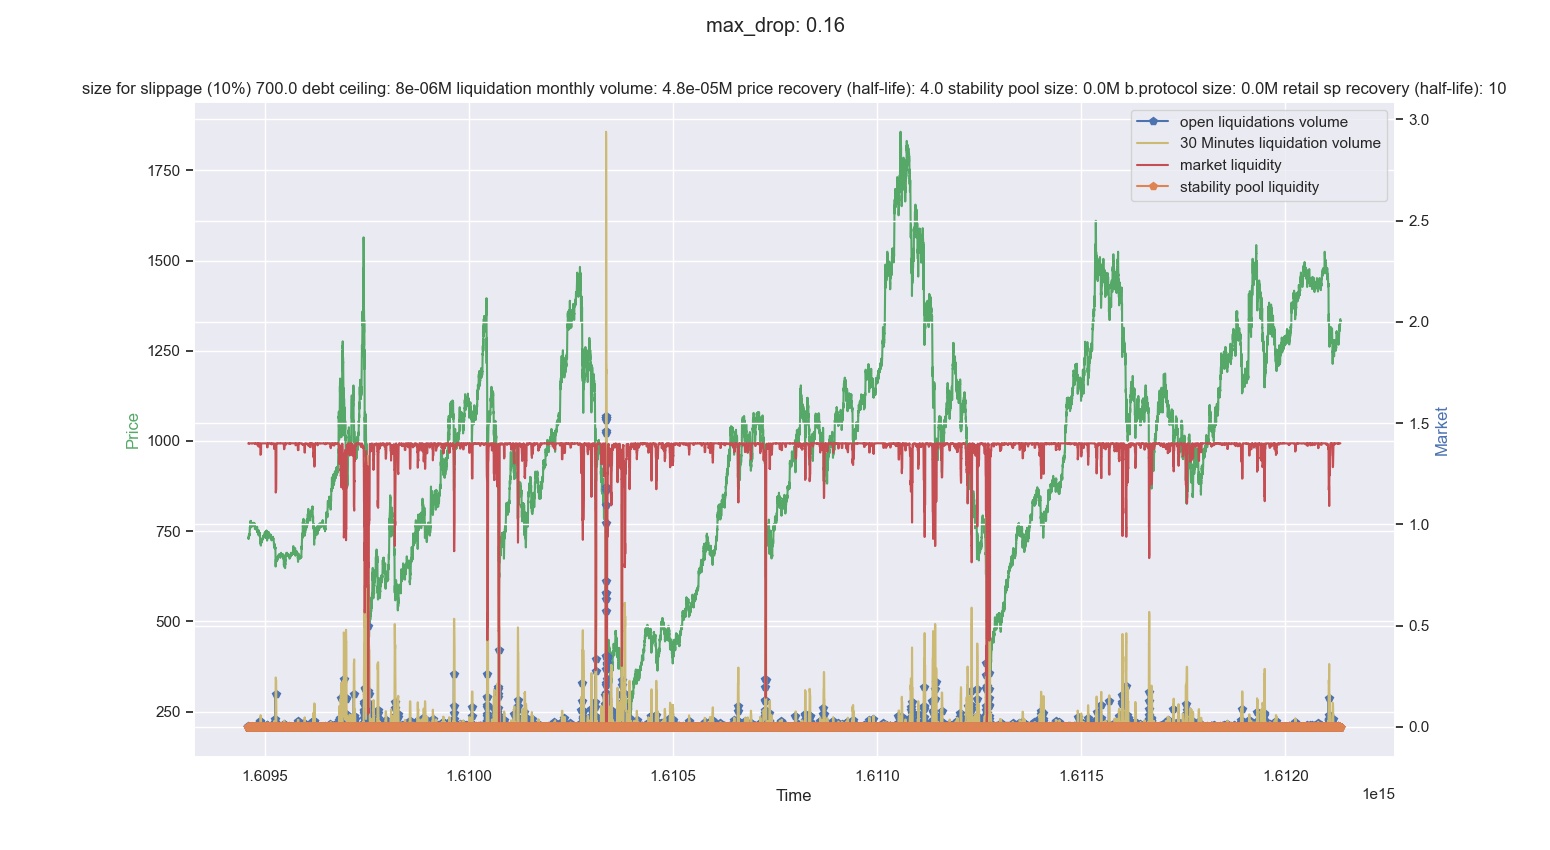 max_drop: 0.16
size for slippage (10%) 700.0 debt ceiling: 8e-06M liquidation monthly volume: 4.8e-05M price recovery (half-life): 4.0 stability pool size: 0.0M b.protocol size: 0.0M retail sp recovery (half-life): 10
open liquidations volume
30 Minutes liquidation volume
market liquidity
stability pool liquidity
1750
1500
1250
1000
750
500
250
Price
3.0
2.5
2.0
1.5
1.0
0.5
0.0
Market
1.6095
1.6100
1.6105
1.6110
1.6115
1.6120
1e15
Time